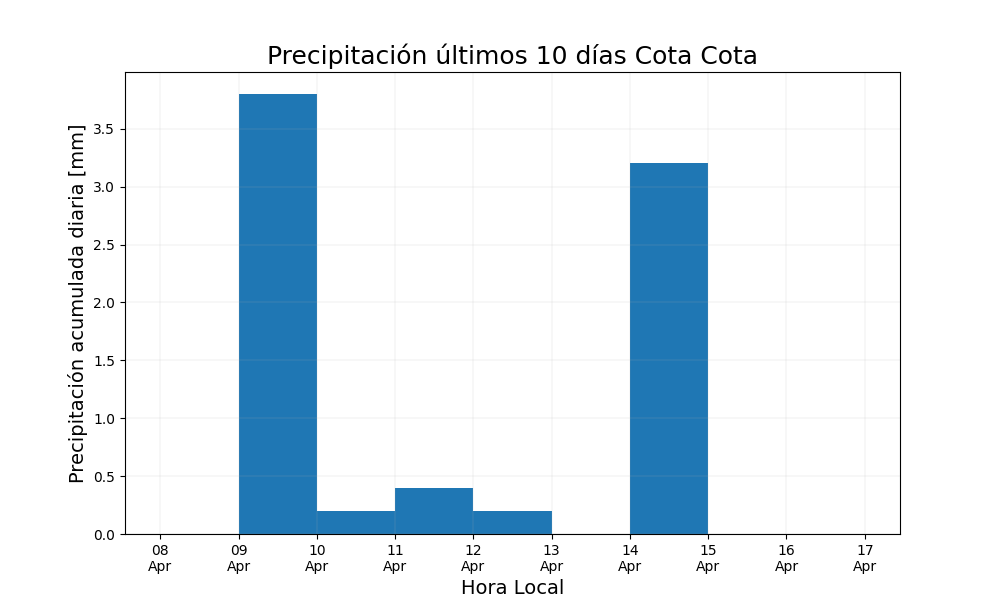 Precipitación últimos 10 días Cota Cota
Precipitación acumulada diaria [mm]
3.5
3.0
2.5
2.0
1.5
1.0
0.5
0.0
08 09 10 11 12 13 14 15 16 17
Apr Apr Apr Apr Apr Apr Apr Apr Apr Apr
Hora Local